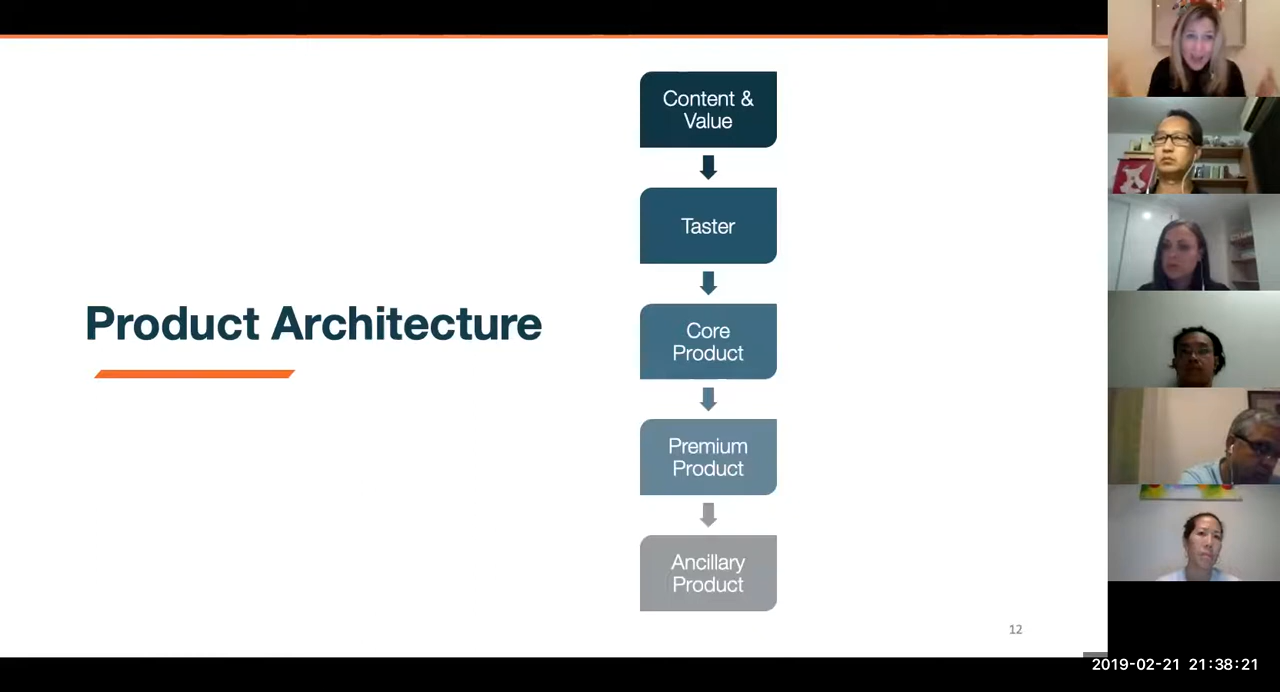 Product Architecture
Content &
Value
Taster
Core
Product
Premium
Product
Ancillary
Product
12
2019-02-21 21:38:21